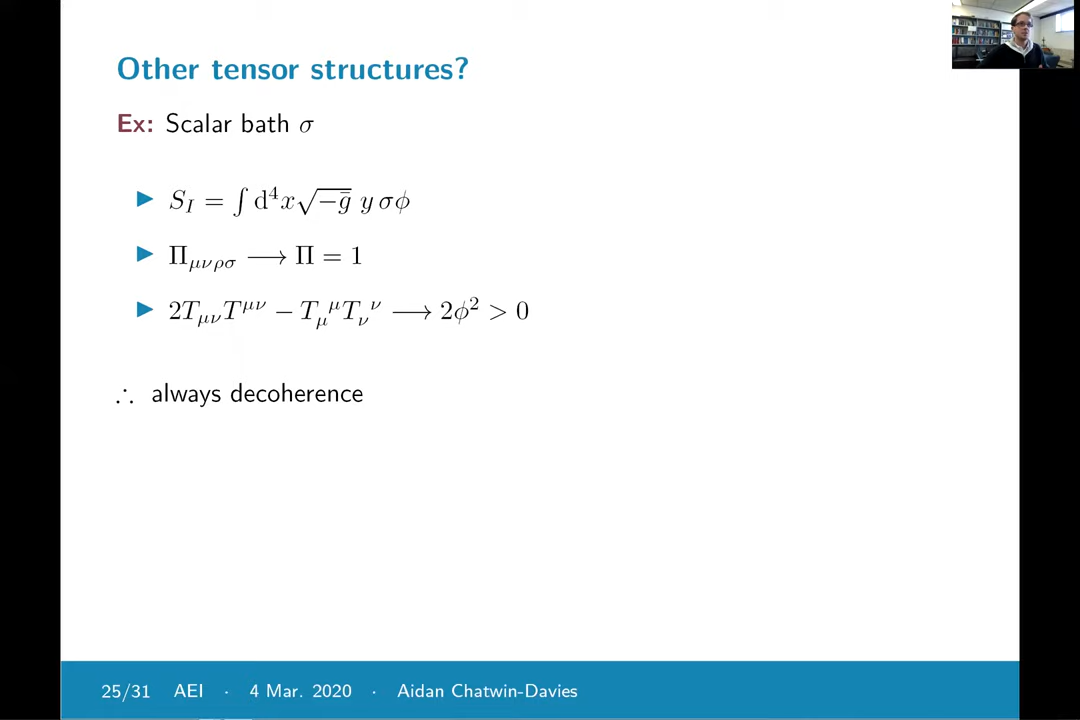 Other tensor structures?
Ex: Scalar bath σ
▶ S_I = ∫ d⁴x√−ḡ y σϕ
▶ Π_μνρσ ⟶ Π = 1
▶ 2T_μν T^μν − T_μ^μ T_ν^ν ⟶ 2ϕ² > 0
∴ always decoherence
25/31 AEI · 4 Mar. 2020 · Aidan Chatwin-Davies